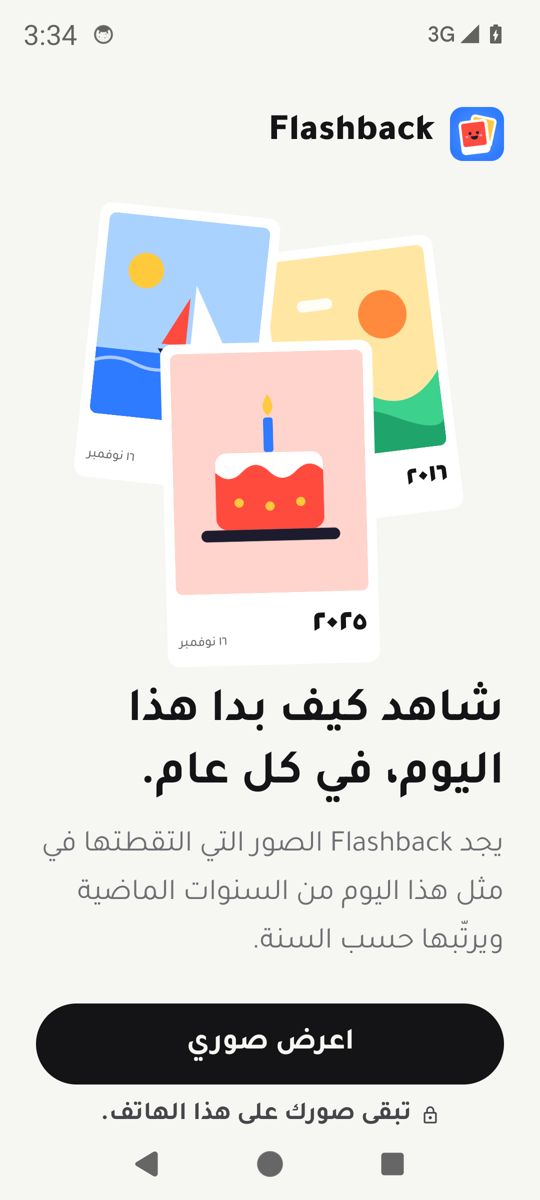 3:34
3G
Flashback
١٦ نوفمبر
٢٠١٦
٢٠٢٥
١٦ نوفمبر
شاهد كيف بدا هذا
اليوم، في كل عام.
يجد Flashback الصور التي التقطتها في
مثل هذا اليوم من السنوات الماضية
ويرتّبها حسب السنة.
اعرض صوري
تبقى صورك على هذا الهاتف.